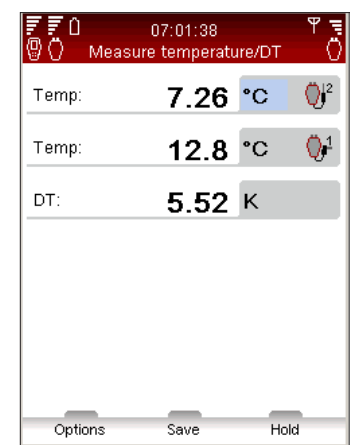 07:01:38
Measure temperature/DT
Temp: 7.26 °C 2
Temp: 12.8 °C 1
DT: 5.52 K
Options Save Hold